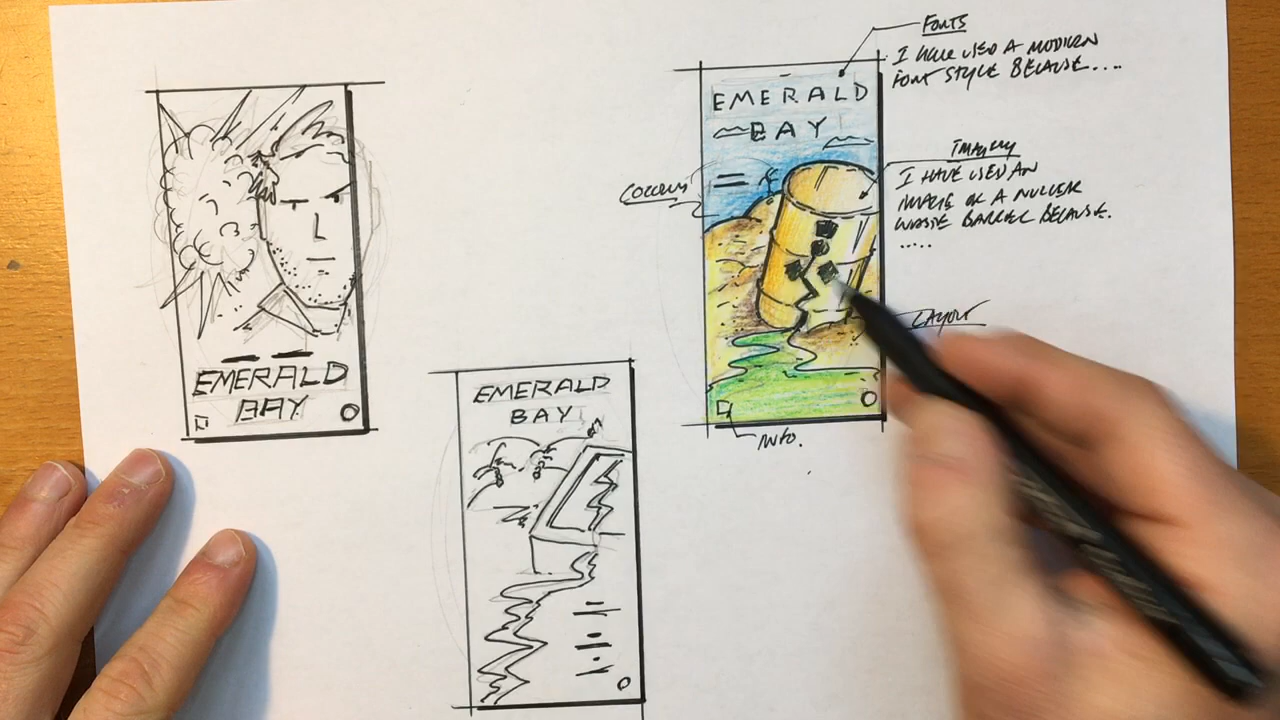 EMERALD
BAY
EMERALD
BAY
EMERALD
BAY
FONTS
I HAVE USED A MODERN
FONT STYLE BECAUSE....
IMAGERY
I HAVE USED AN
IMAGE OF A NUCLEAR
WASTE BARREL BECAUSE.
.....
COLOURS
LAYOUT
INFO.